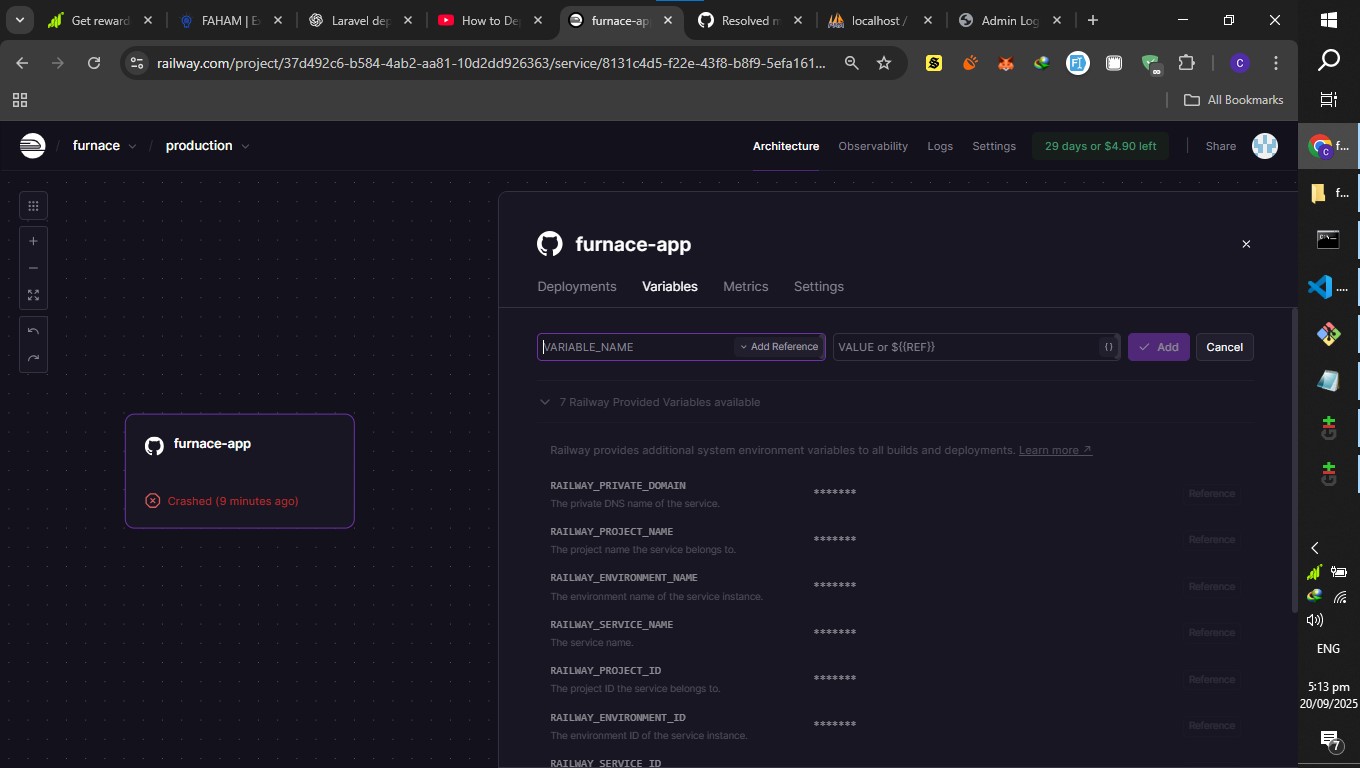 Get reward
FAHAM | E
Laravel dep
How to De
furnace-ap
Resolved m
localhost /
Admin Log
railway.com/project/37d492c6-b584-4ab2-aa81-10d2dd926363/service/8131c4d5-f22e-43f8-b8f9-5efa161...
All Bookmarks
furnace / production
Architecture Observability Logs Settings 29 days or $4.90 left Share
furnace-app
Deployments Variables Metrics Settings
VARIABLE_NAME Add Reference VALUE or ${{REF}} {} Add Cancel
7 Railway Provided Variables available
Railway provides additional system environment variables to all builds and deployments. Learn more ↗
RAILWAY_PRIVATE_DOMAIN
The private DNS name of the service.
******* Reference
RAILWAY_PROJECT_NAME
The project name the service belongs to.
******* Reference
RAILWAY_ENVIRONMENT_NAME
The environment name of the service instance.
******* Reference
RAILWAY_SERVICE_NAME
The service name.
******* Reference
RAILWAY_PROJECT_ID
The project ID the service belongs to.
******* Reference
RAILWAY_ENVIRONMENT_ID
The environment ID of the service instance.
******* Reference
RAILWAY_SERVICE_ID
furnace-app
Crashed (9 minutes ago)
f...
f...
....
ENG
5:13 pm
20/09/2025
7